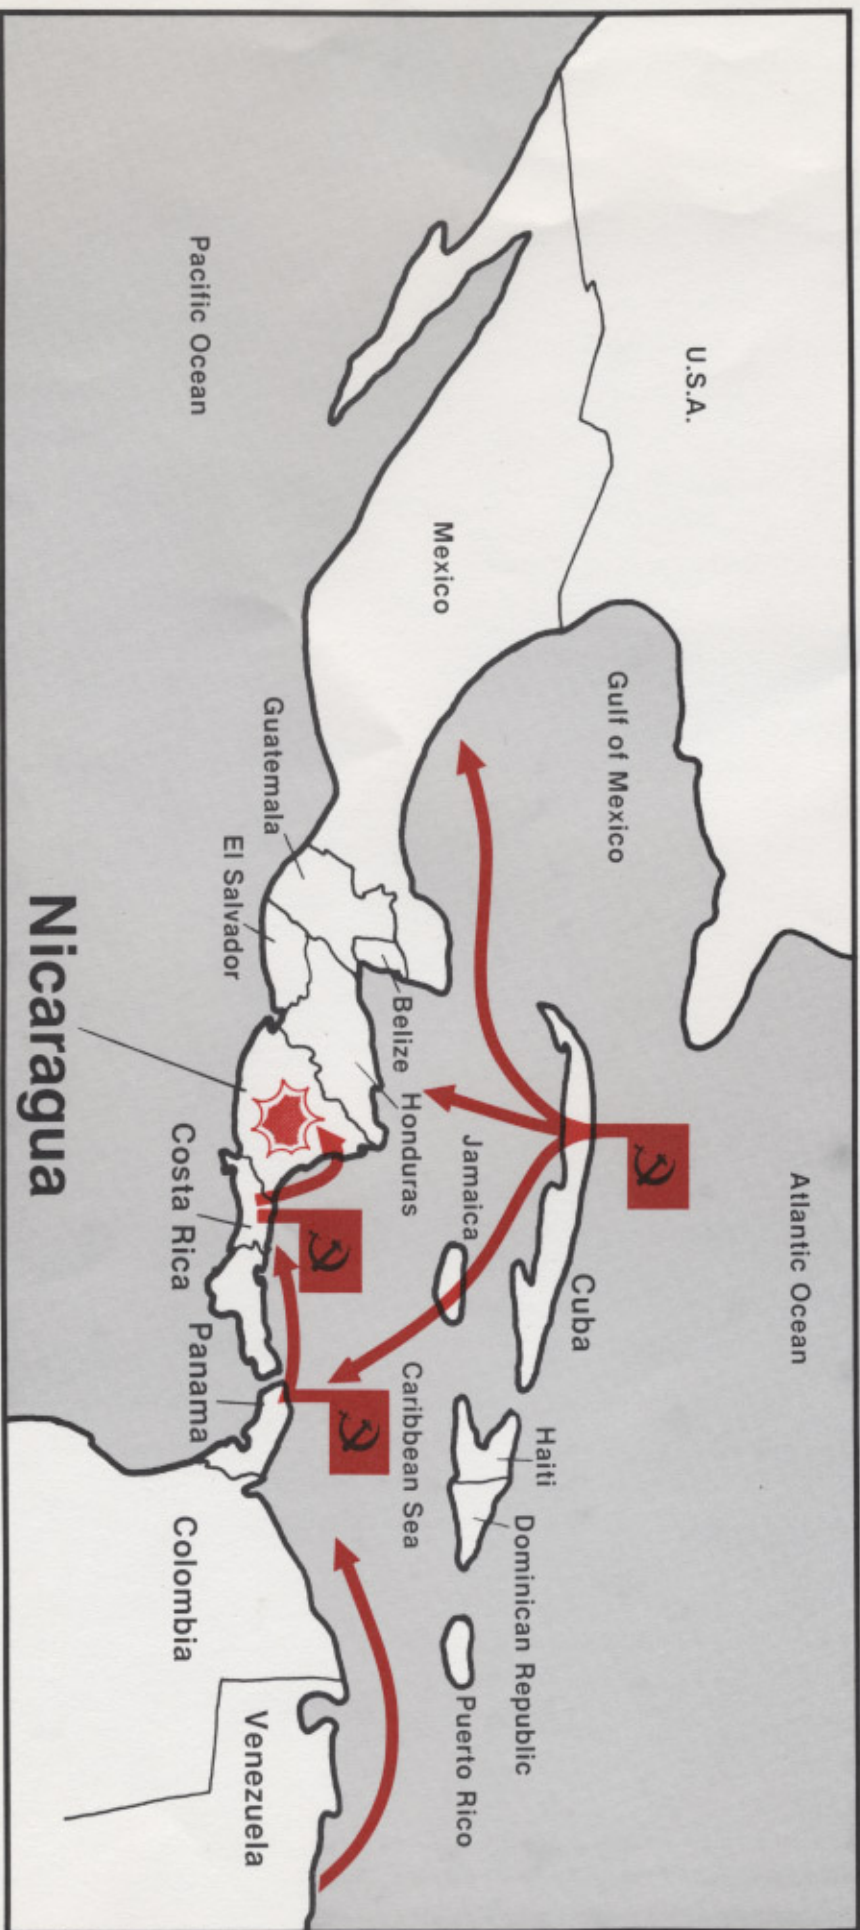 U.S.A.
Atlantic Ocean
Gulf of Mexico
Mexico
Cuba
Haiti
Dominican Republic
Puerto Rico
Jamaica
Belize
Honduras
Caribbean Sea
Pacific Ocean
Guatemala
El Salvador
Nicaragua
Costa Rica
Panama
Colombia
Venezuela